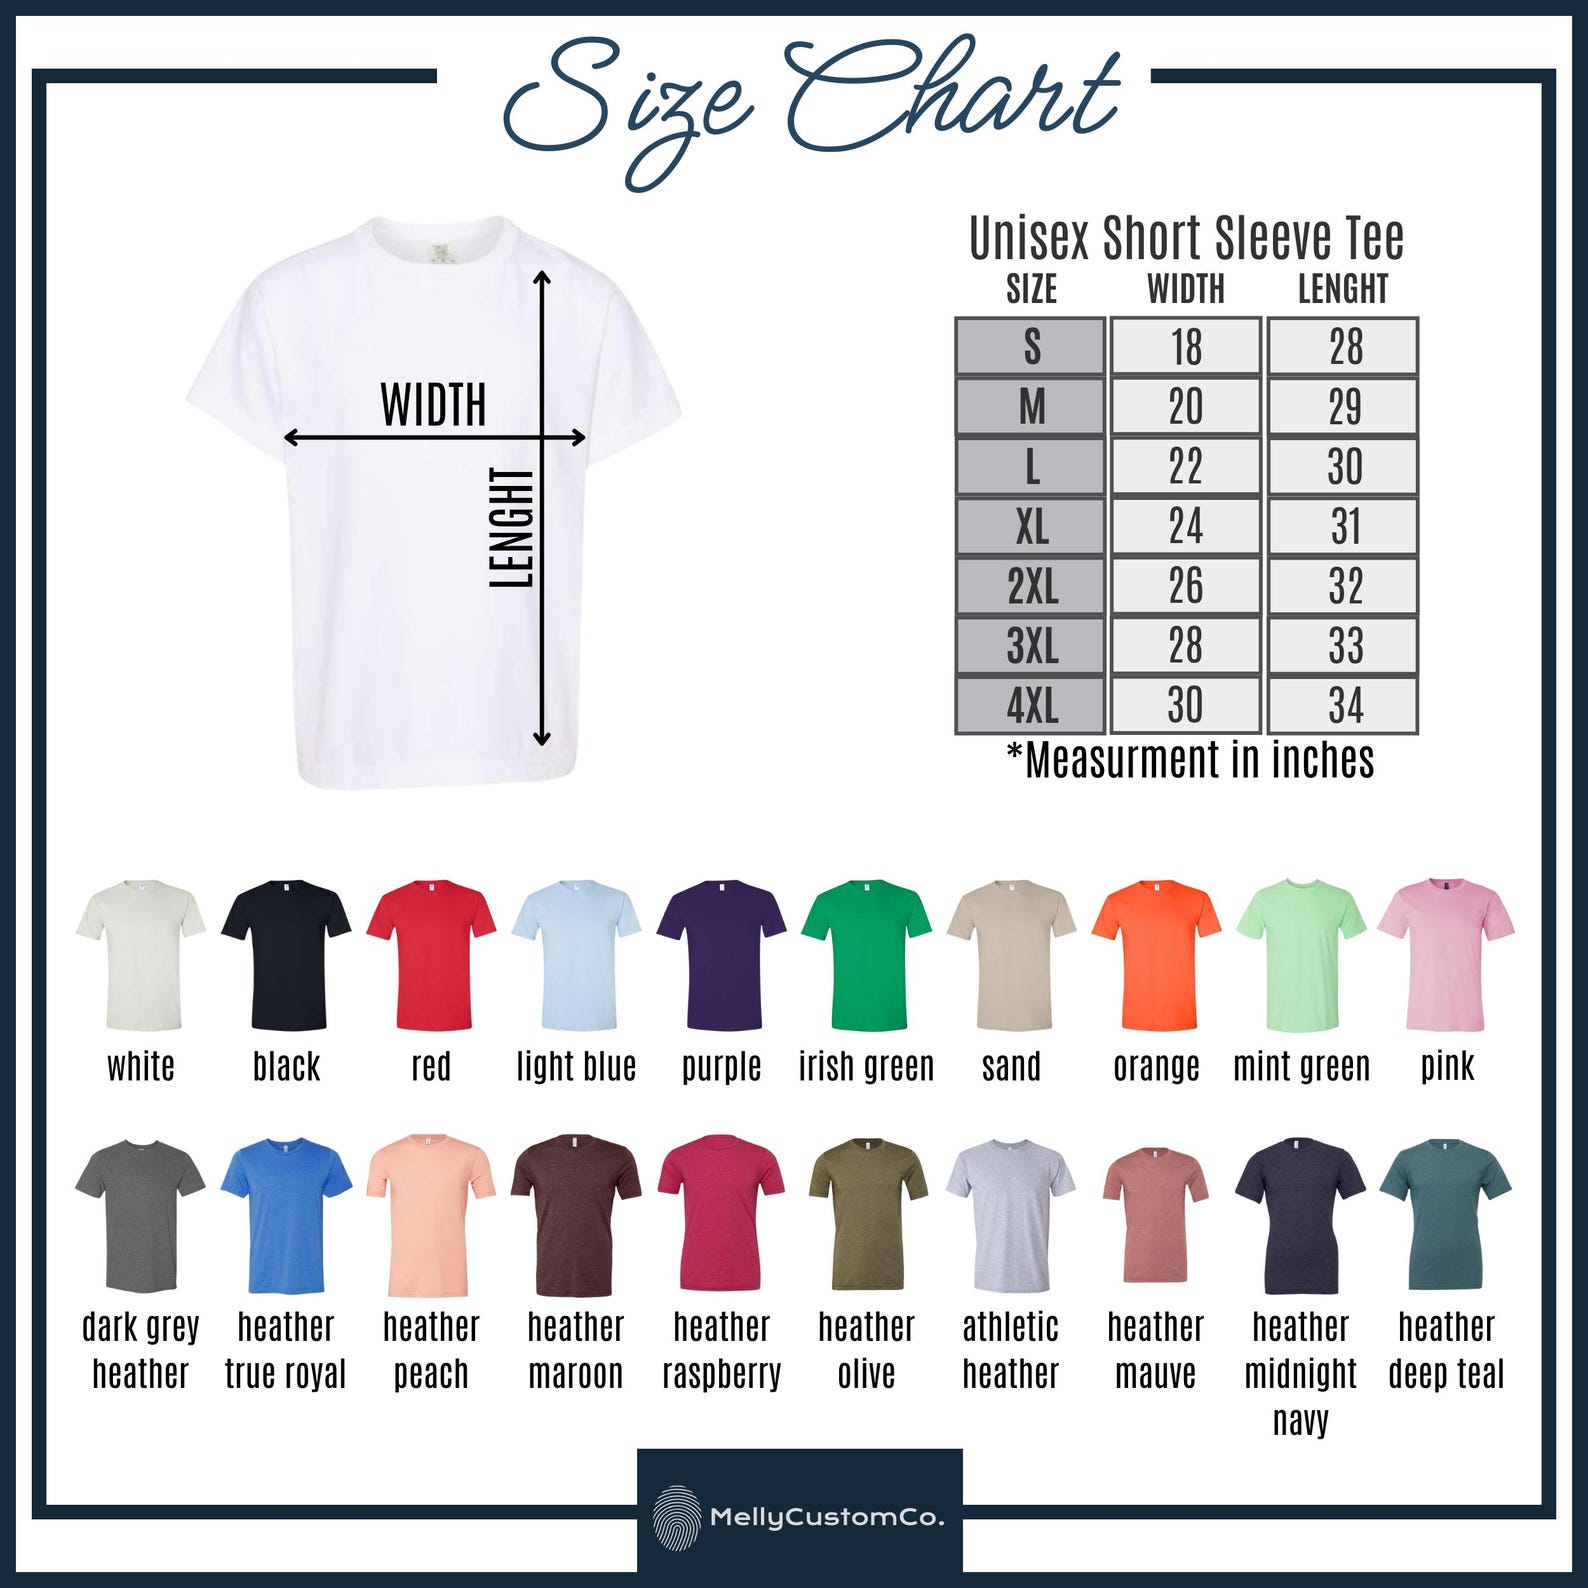 Size Chart
WIDTH
LENGHT
Unisex Short Sleeve Tee
SIZE WIDTH LENGHT
S 18 28
M 20 29
L 22 30
XL 24 31
2XL 26 32
3XL 28 33
4XL 30 34
*Measurment in inches
white black red light blue purple irish green sand orange mint green pink
dark grey heather heather heather heather heather athletic heather heather heather
heather true royal peach maroon raspberry olive heather mauve midnight deep teal
navy
MellyCustomCo.